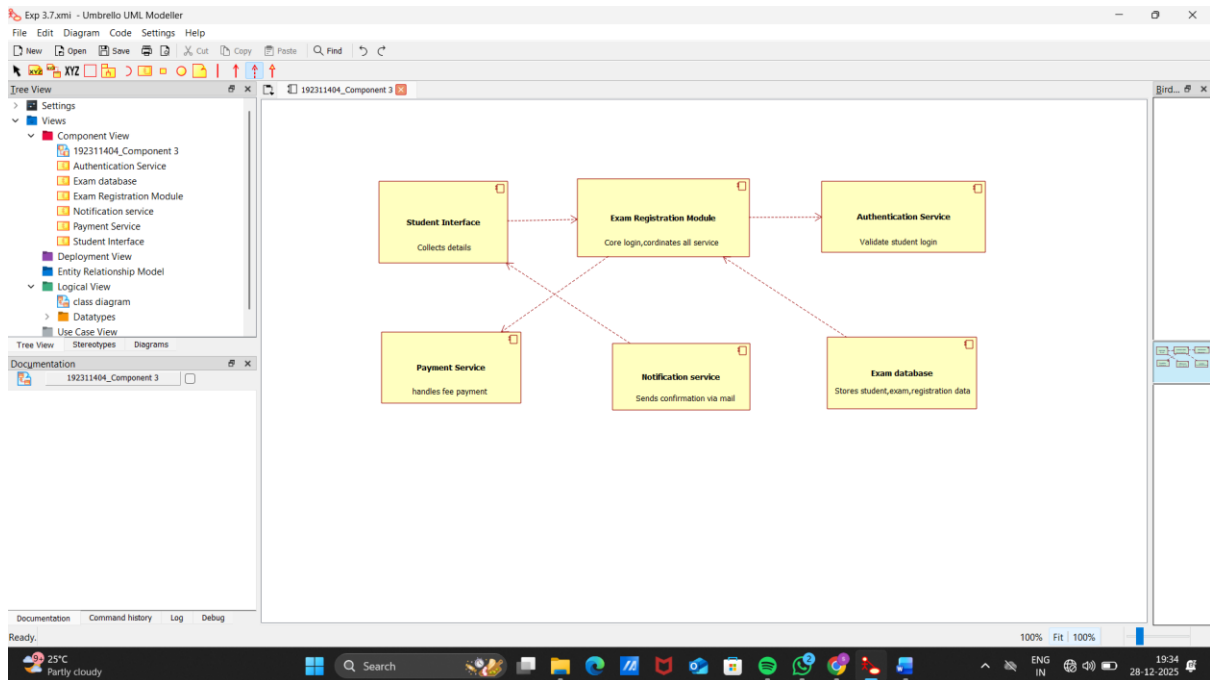 Exp 3.7.xmi - Umbrello UML Modeller
File Edit Diagram Code Settings Help
New Open Save Cut Copy Paste Find
XYZ XYZ
Tree View
192311404_Component 3
Bird...
Settings
Views
Component View
192311404_Component 3
Authentication Service
Exam database
Exam Registration Module
Notification service
Payment Service
Student Interface
Deployment View
Entity Relationship Model
Logical View
class diagram
Datatypes
Use Case View
Tree View Stereotypes Diagrams
Documentation
192311404_Component 3
Student Interface
Collects details
Exam Registration Module
Core login,cordinates all service
Authentication Service
Validate student login
Payment Service
handles fee payment
Notification service
Sends confirmation via mail
Exam database
Stores student,exam,registration data
Documentation Command history Log Debug
Ready.
100% Fit 100%
9+
25°C
Partly cloudy
Search
2
ENG
IN
19:34
28-12-2025